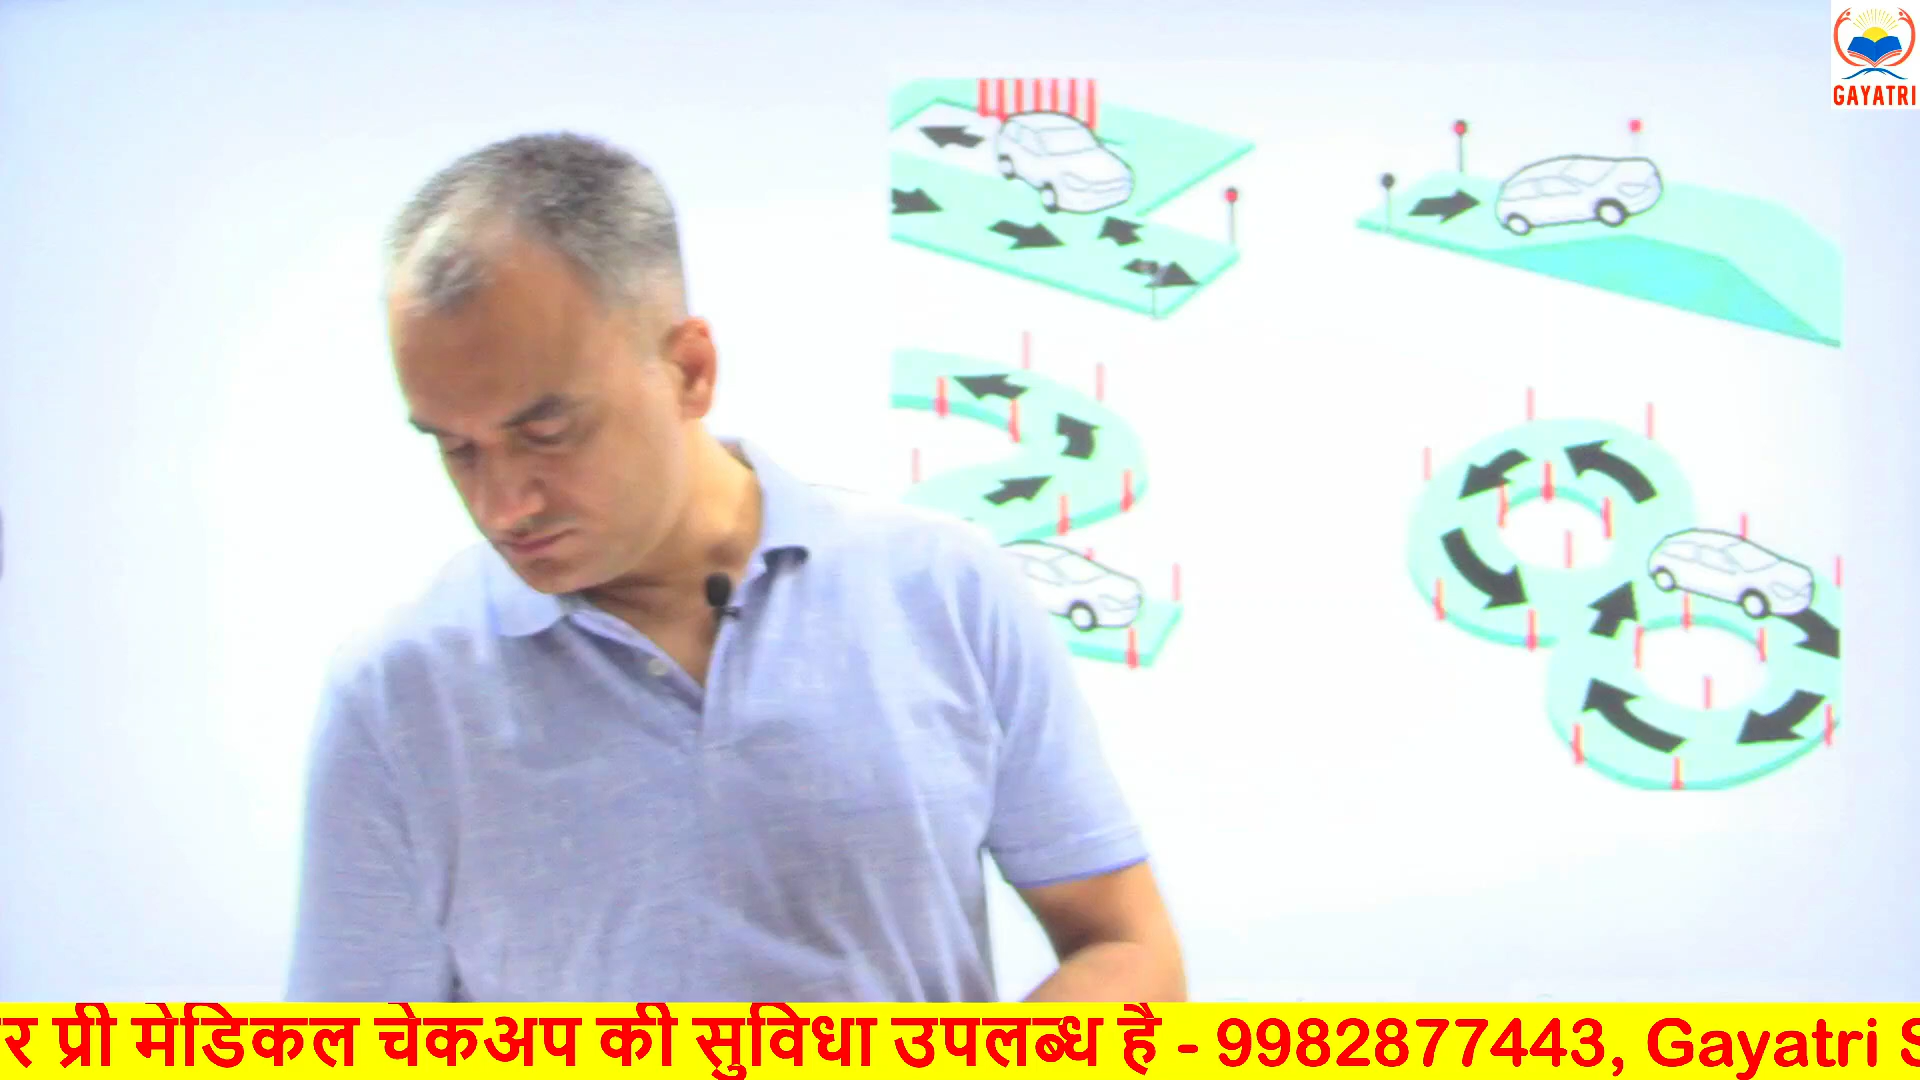 GAYATRI
र प्री मेडिकल चेकअप की सुविधा उपलब्ध है - 9982877443, Gayatri S